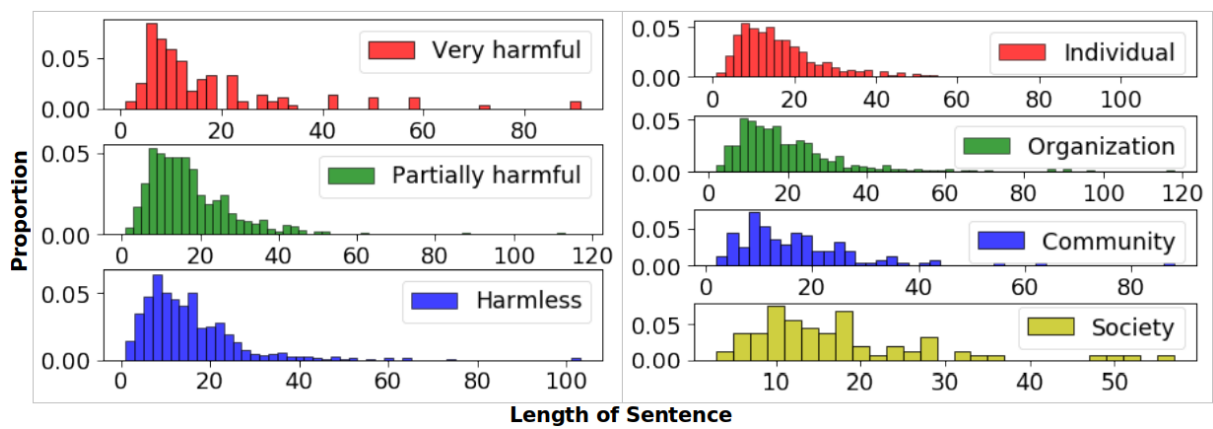 Proportion
Very harmful
0.05
0.00
0 20 40 60 80
Partially harmful
0.05
0.00
0 20 40 60 80 100 120
Harmless
0.05
0.00
0 20 40 60 80 100
Individual
0.05
0.00
0 20 40 60 80 100
Organization
0.05
0.00
0 20 40 60 80 100 120
Community
0.05
0.00
0 20 40 60 80
Society
0.05
0.00
10 20 30 40 50
Length of Sentence